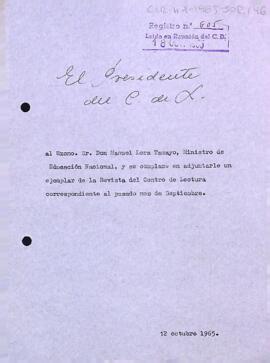 Registro nº 605
Leído en Reunión del C. D.
El Presidente
del C. de L.
al Excmo. Sr. Don Manuel Lora Tamayo, Ministro de
Educación Nacional, y se complace en adjuntarle un
ejemplar de la Revista del Centro de Lectura
correspondiente al pasado mes de Septiembre.
12 octubre 1965.